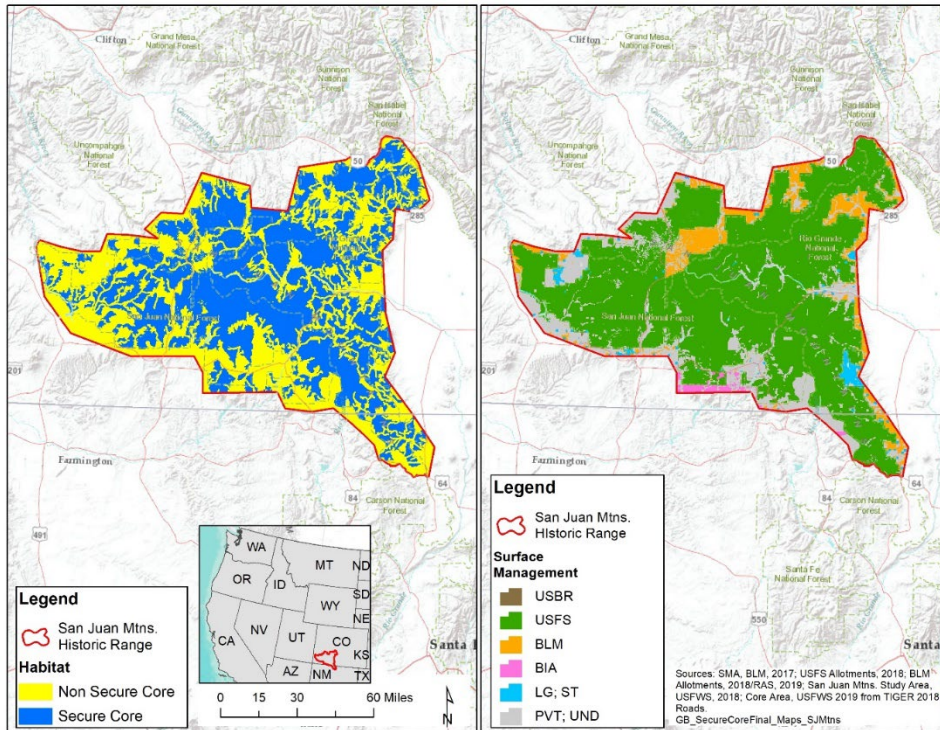 Clifton
Grand Mesa
National Forest
Gunnison
National
Forest
San Isabel
National
Forest
Uncompahgre
National
Forest
50
285
San Juan National Forest
201
Farmington
64
84
Carson National
Forest
491
Santa
WA
MT
ND
OR
ID
SD
WY
NE
NV
UT
CO
CA
KS
AZ
NM
TX
Legend
San Juan Mtns.
Historic Range
Habitat
Non Secure Core
Secure Core
0 15 30 60 Miles
N
Clifton
Grand Mesa
National Forest
Gunnison
National
Forest
San Isabel
National
Forest
Uncompahgre
National
Forest
50
285
Rio Grande
National
Forest
San Juan National Forest
201
Farmington
64
84
Carson National
Forest
Santa Fe
National Forest
550
Santa
Legend
San Juan Mtns.
HIstoric Range
Surface
Management
USBR
USFS
BLM
BIA
LG; ST
PVT; UND
Sources: SMA, BLM, 2017; USFS Allotments, 2018; BLM
Allotments, 2018/RAS, 2019; San Juan Mtns. Study Area,
USFWS, 2018; Core Area, USFWS 2019 from TIGER 2018
Roads.
GB_SecureCoreFinal_Maps_SJMtns